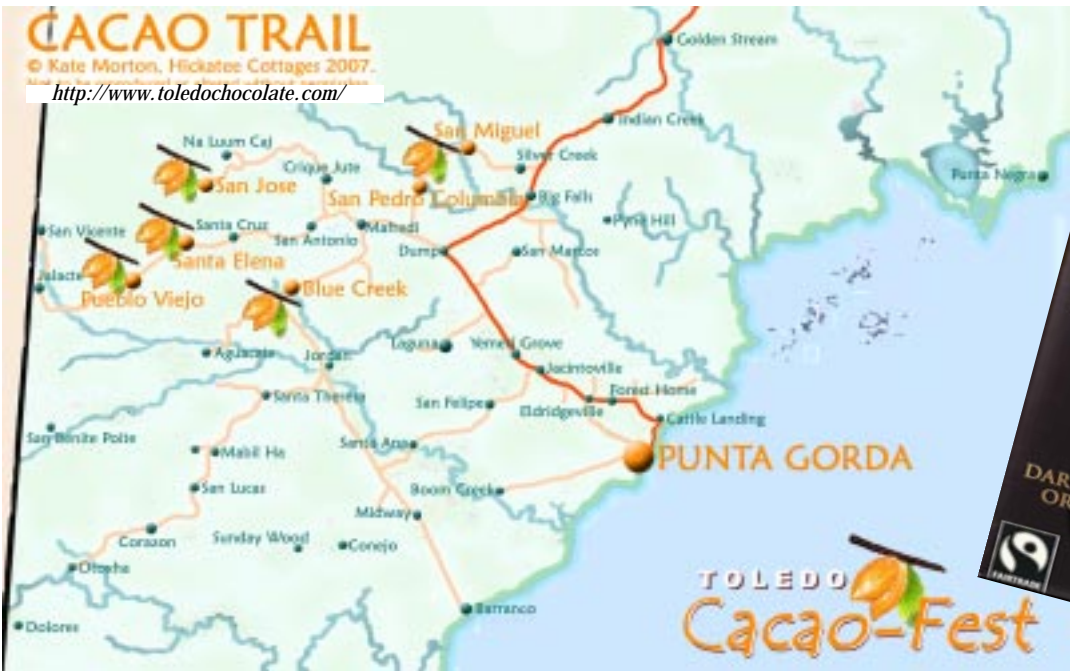 CACAO TRAIL
© Kate Morton, Hickatee Cottages 2007.
http://www.toledochocolate.com/
Golden Stream
Indian Creek
San Miguel
Silver Creek
Na Luum Caj
Crique Jute
San Jose
San Pedro Columbia
Big Falls
Punta Negra
San Vicente
Santa Cruz
San Antonio
Mafredi
Pyne Hill
Dump
San Marcos
Santa Elena
Jalacte
Pueblo Viejo
Blue Creek
Aguacate
Jordan
Laguna
Yemeri Grove
Jacintoville
Santa Theresa
San Felipe
Eldridgeville
Forest Home
Cattle Landing
San Benito Poite
Santa Ana
Mabil Ha
PUNTA GORDA
San Lucas
Boom Creek
Midway
Corazon
Sunday Wood
Conejo
Otoxha
Barranco
Dolores
TOLEDO
Cacao-Fest
DAR
OR
FAIRTRADE